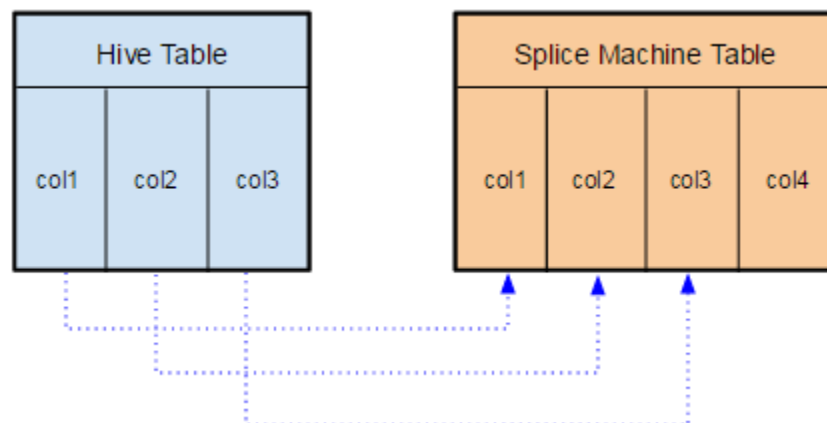 Hive Table
col1 col2 col3
Splice Machine Table
col1 col2 col3 col4